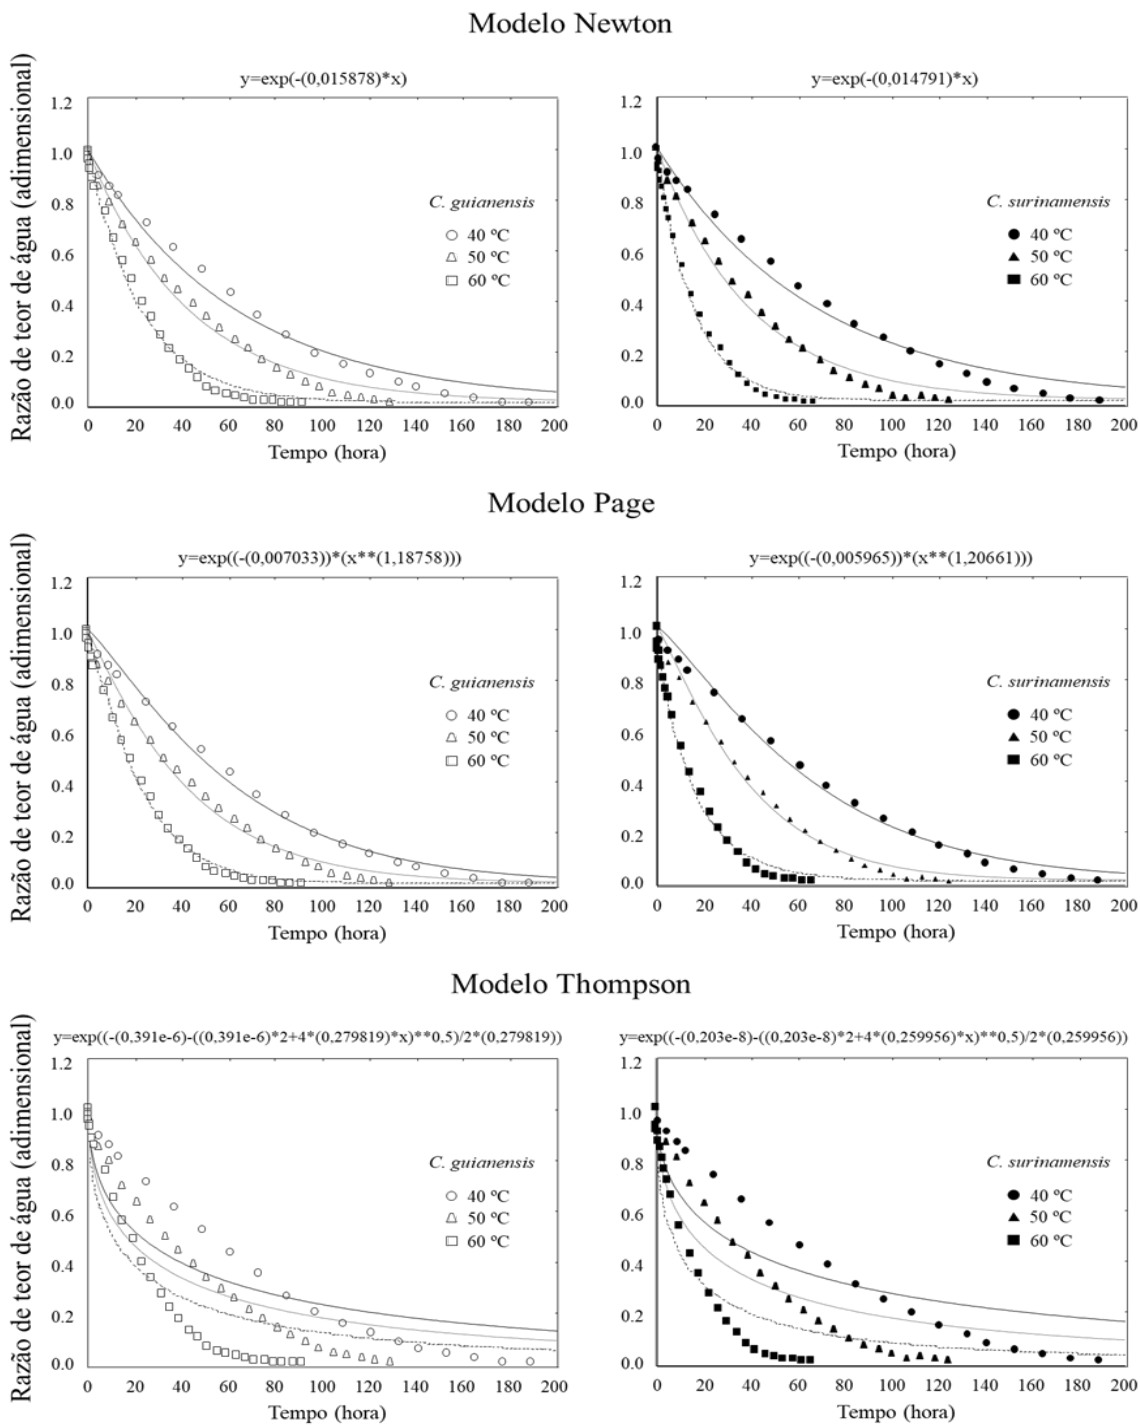 Modelo Newton
y=exp(-(0,015878)*x)
y=exp(-(0,014791)*x)
Razão de teor de água (adimensional)
1.2
1.0
0.8
0.6
0.4
0.2
0.0
C. guianensis
40 ºC
50 ºC
60 ºC
0 20 40 60 80 100 120 140 160 180 200
Tempo (hora)
1.2
1.0
0.8
0.6
0.4
0.2
0.0
C. surinamensis
40 ºC
50 ºC
60 ºC
0 20 40 60 80 100 120 140 160 180 200
Tempo (hora)
Modelo Page
y=exp((-(0,007033))*(x**(1,18758)))
y=exp((-(0,005965))*(x**(1,20661)))
Razão de teor de água (adimensional)
1.2
1.0
0.8
0.6
0.4
0.2
0.0
C. guianensis
40 ºC
50 ºC
60 ºC
0 20 40 60 80 100 120 140 160 180 200
Tempo (hora)
1.2
1.0
0.8
0.6
0.4
0.2
0.0
C. surinamensis
40 ºC
50 ºC
60 ºC
0 20 40 60 80 100 120 140 160 180 200
Tempo (hora)
Modelo Thompson
y=exp((-(0,391e-6)-((0,391e-6)*2+4*(0,279819)*x)**0,5)/2*(0,279819))
y=exp((-(0,203e-8)-((0,203e-8)*2+4*(0,259956)*x)**0,5)/2*(0,259956))
Razão de teor de água (adimensional)
1.2
1.0
0.8
0.6
0.4
0.2
0.0
C. guianensis
40 ºC
50 ºC
60 ºC
0 20 40 60 80 100 120 140 160 180 200
Tempo (hora)
1.2
1.0
0.8
0.6
0.4
0.2
0.0
C. surinamensis
40 ºC
50 ºC
60 ºC
0 20 40 60 80 100 120 140 160 180 200
Tempo (hora)